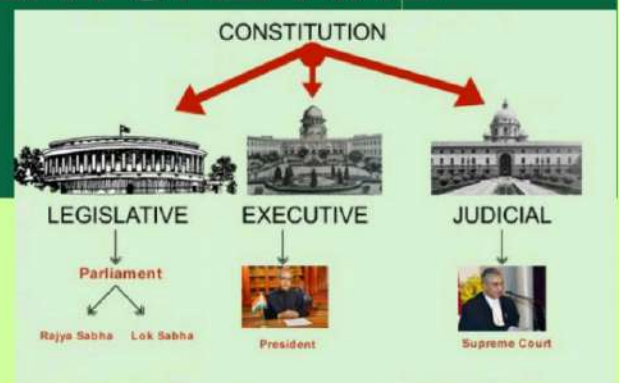 CONSTITUTION
LEGISLATIVE EXECUTIVE JUDICIAL
Parliament
Rajya Sabha Lok Sabha
President
Supreme Court